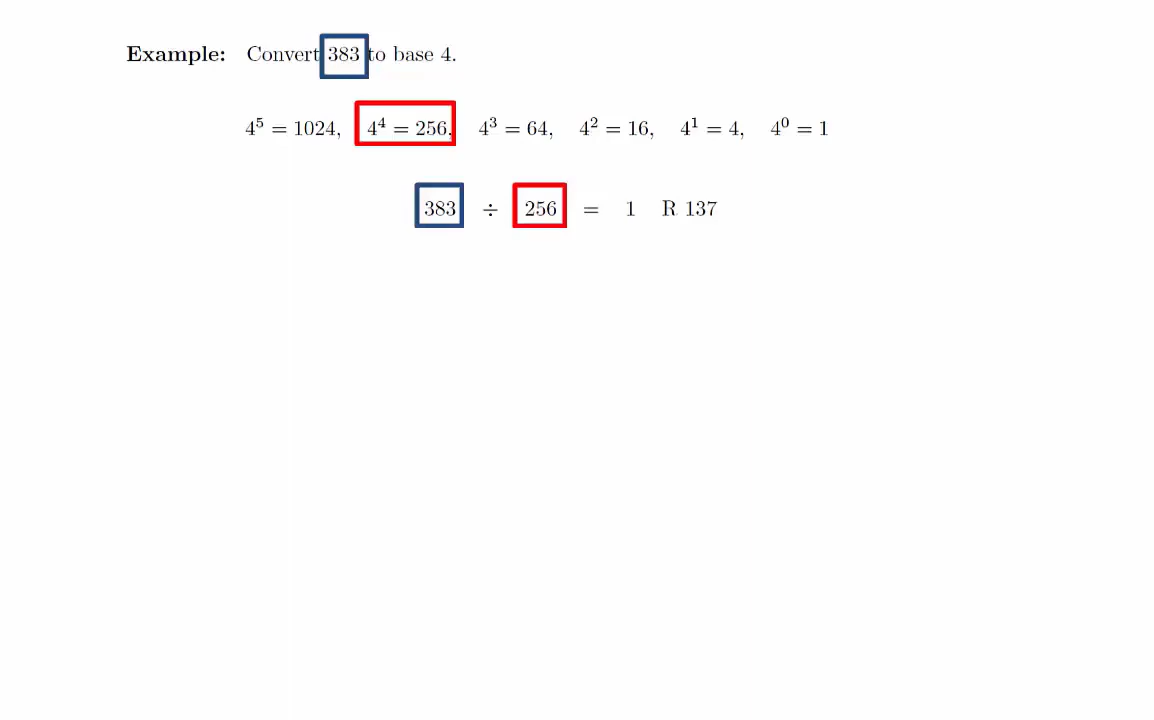 Example: Convert 383 to base 4.
4⁵ = 1024, 4⁴ = 256, 4³ = 64, 4² = 16, 4¹ = 4, 4⁰ = 1
383 ÷ 256 = 1 R 137